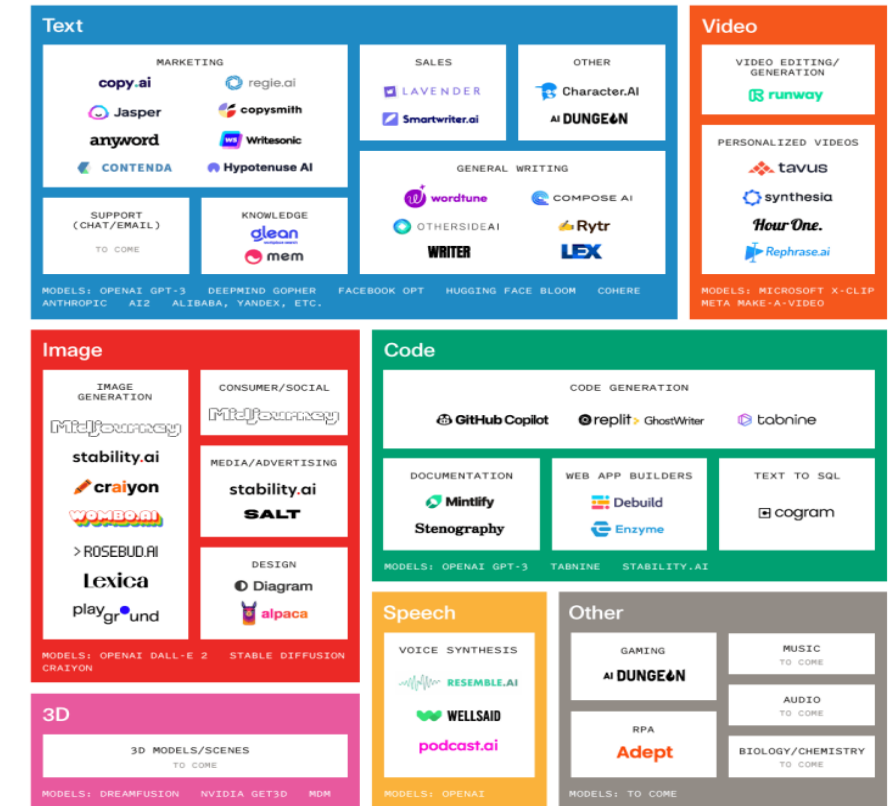 Text
MARKETING
copy.ai
regie.ai
Jasper
copysmith
anyword
WS Writesonic
CONTENDA
Hypotenuse AI
SALES
LAVENDER
Smartwriter.ai
OTHER
Character.AI
AI DUNGEON
SUPPORT
(CHAT/EMAIL)
TO COME
KNOWLEDGE
glean
mem
GENERAL WRITING
W wordtune
COMPOSE AI
OTHERSIDEAI
Rytr
WRITER
LEX
MODELS: OPENAI GPT-3 DEEPMIND GOPHER FACEBOOK OPT HUGGING FACE BLOOM COHERE
ANTHROPIC AI2 ALIBABA, YANDEX, ETC.
Video
VIDEO EDITING/
GENERATION
runway
PERSONALIZED VIDEOS
tavus
synthesia
Hour One.
Rephrase.ai
MODELS: MICROSOFT X-CLIP
META MAKE-A-VIDEO
Image
IMAGE
GENERATION
Midjourney
stability.ai
craiyon
WOMBO.AI
>ROSEBUD.AI
Lexica
playground
CONSUMER/SOCIAL
Midjourney
MEDIA/ADVERTISING
stability.ai
SALT
DESIGN
Diagram
alpaca
MODELS: OPENAI DALL-E 2 STABLE DIFFUSION
CRAIYON
Code
CODE GENERATION
GitHub Copilot
replit> GhostWriter
tabnine
DOCUMENTATION
Mintlify
Stenography
WEB APP BUILDERS
Debuild
Enzyme
TEXT TO SQL
cogram
MODELS: OPENAI GPT-3 TABNINE STABILITY.AI
3D
3D MODELS/SCENES
TO COME
MODELS: DREAMFUSION NVIDIA GET3D MDM
Speech
VOICE SYNTHESIS
RESEMBLE.AI
WELLSAID
podcast.ai
MODELS: OPENAI
Other
GAMING
AI DUNGEON
RPA
Adept
MUSIC
TO COME
AUDIO
TO COME
BIOLOGY/CHEMISTRY
TO COME
MODELS: TO COME